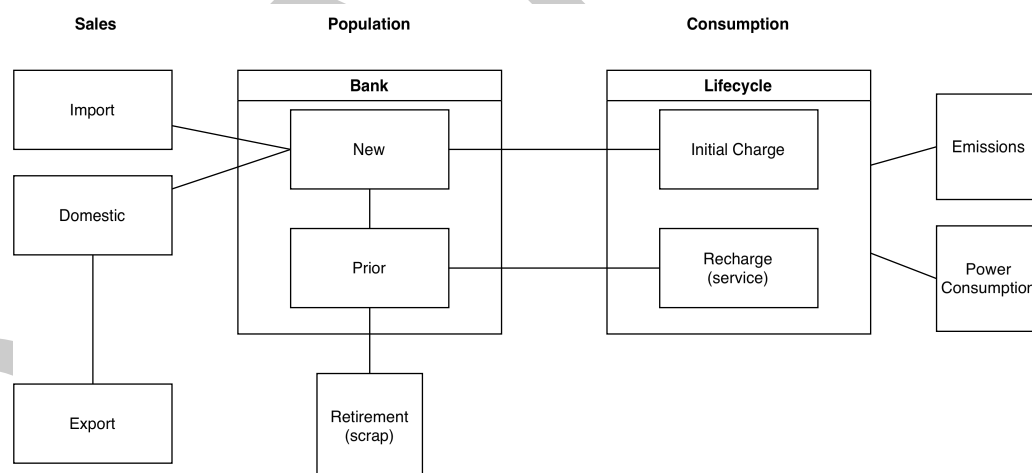 Sales
Population
Consumption
Import
Domestic
Export
Bank
New
Prior
Retirement
(scrap)
Lifecycle
Initial Charge
Recharge
(service)
Emissions
Power
Consumption